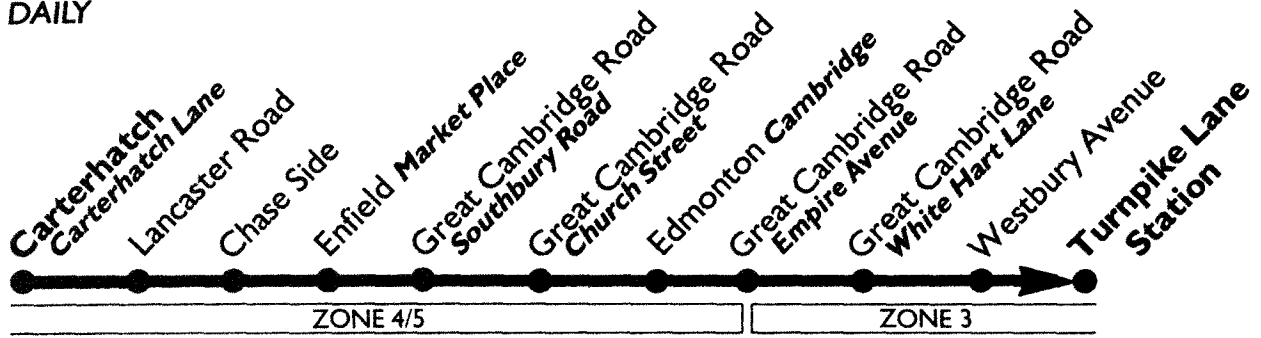 DAILY
Carterhatch
Carterhatch Lane
Lancaster Road
Chase Side
Enfield Market Place
Great Cambridge Road
Southbury Road
Great Cambridge Road
Church Street
Edmonton Cambridge
Great Cambridge Road
Empire Avenue
Great Cambridge Road
White Hart Lane
Westbury Avenue
Turnpike Lane
Station
ZONE 4/5
ZONE 3